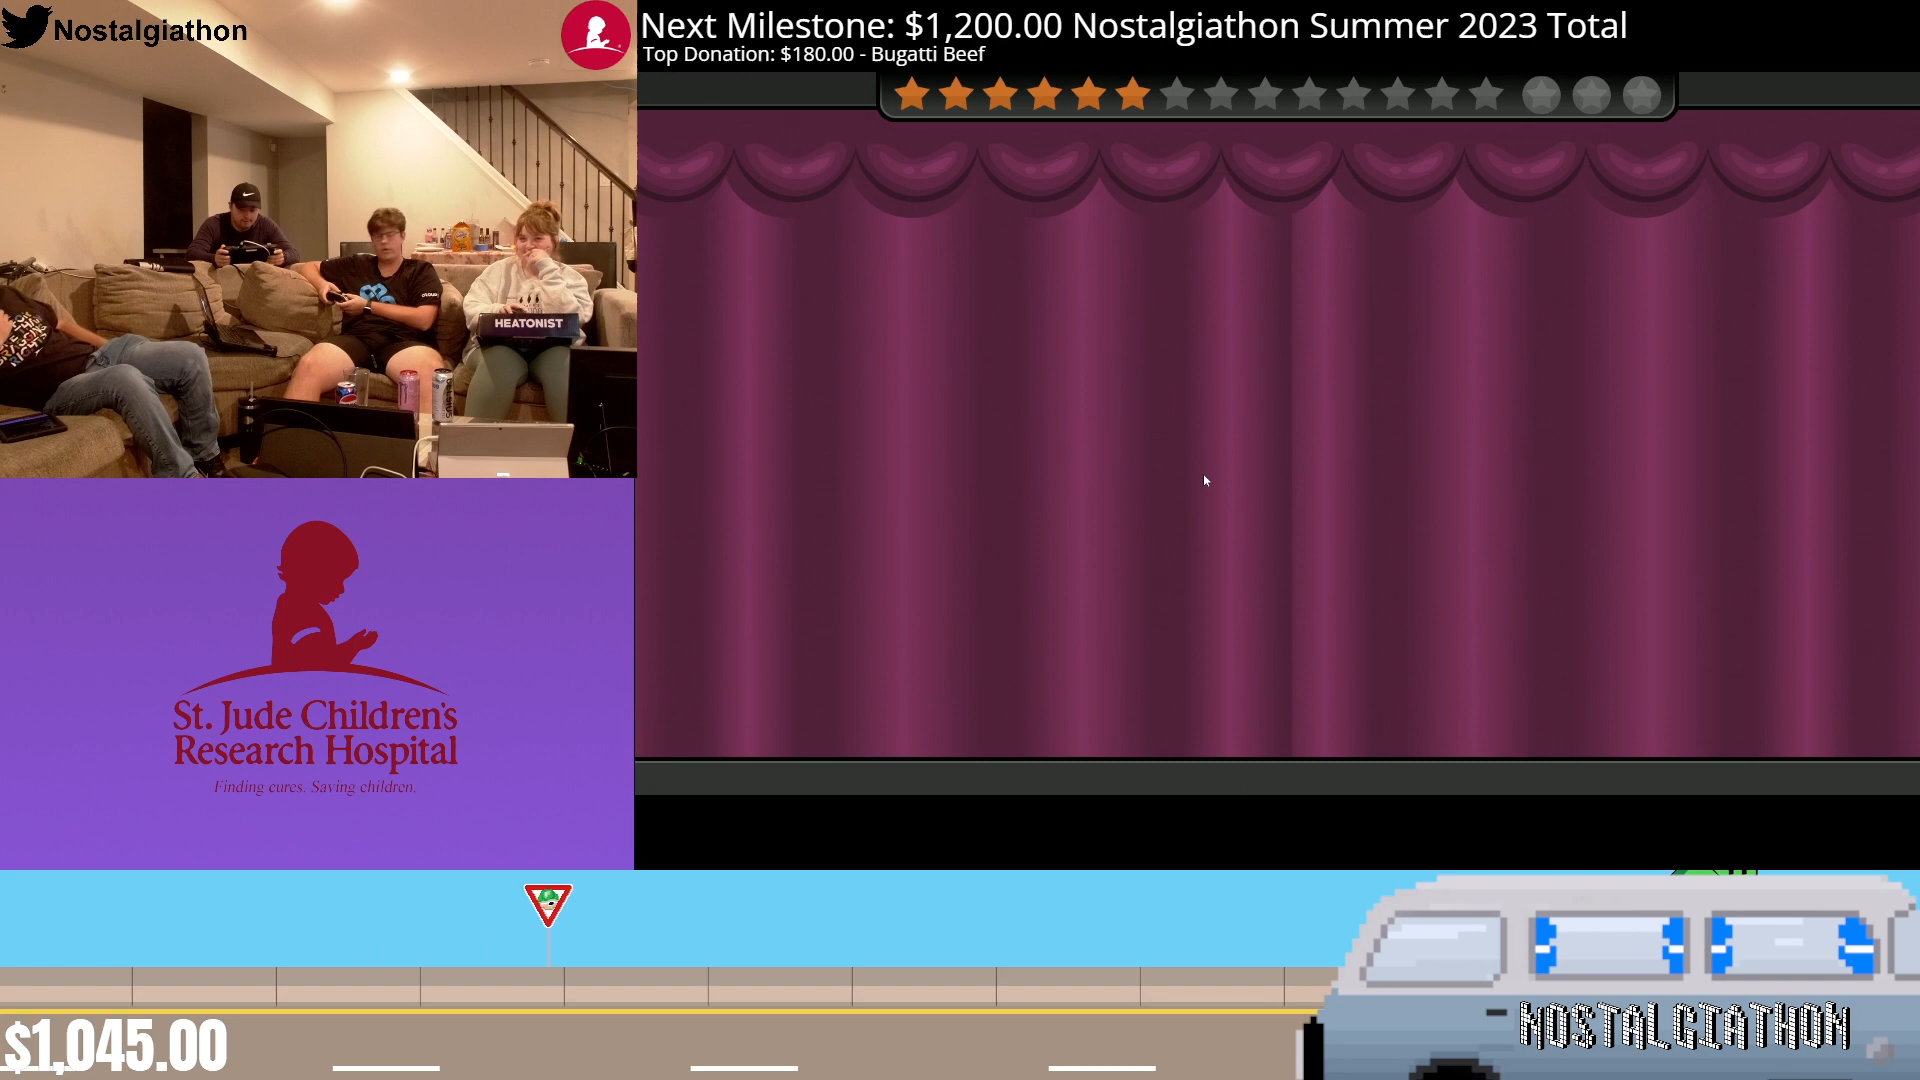 Nostalgiathon
Next Milestone: $1,200.00 Nostalgiathon Summer 2023 Total
Top Donation: $180.00 - Bugatti Beef
HEATONIST
St. Jude Children's
Research Hospital
Finding cures. Saving children.
$1,045.00
NOSTALGIATHON